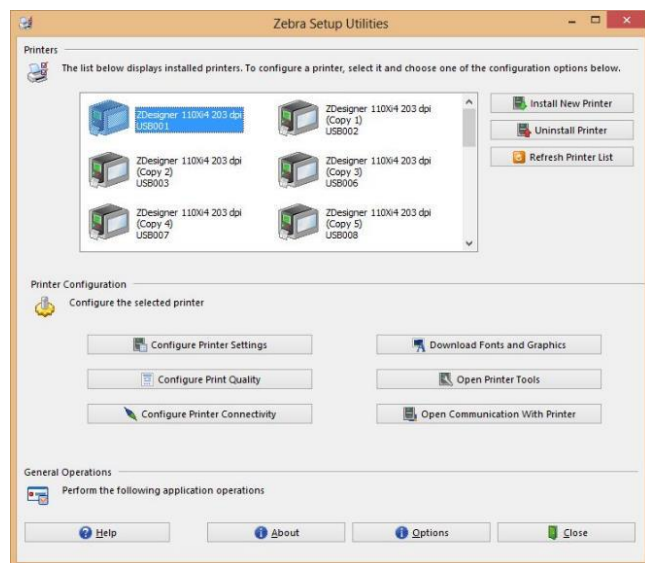 Zebra Setup Utilities
Printers
The list below displays installed printers. To configure a printer, select it and choose one of the configuration options below.
ZDesigner 110Xi4 203 dpi
USB001
ZDesigner 110Xi4 203 dpi
(Copy 1)
USB002
ZDesigner 110Xi4 203 dpi
(Copy 2)
USB003
ZDesigner 110Xi4 203 dpi
(Copy 3)
USB006
ZDesigner 110Xi4 203 dpi
(Copy 4)
USB007
ZDesigner 110Xi4 203 dpi
(Copy 5)
USB008
Install New Printer
Uninstall Printer
Refresh Printer List
Printer Configuration
Configure the selected printer
Configure Printer Settings
Download Fonts and Graphics
Configure Print Quality
Open Printer Tools
Configure Printer Connectivity
Open Communication With Printer
General Operations
Perform the following application operations
Help
About
Options
Close